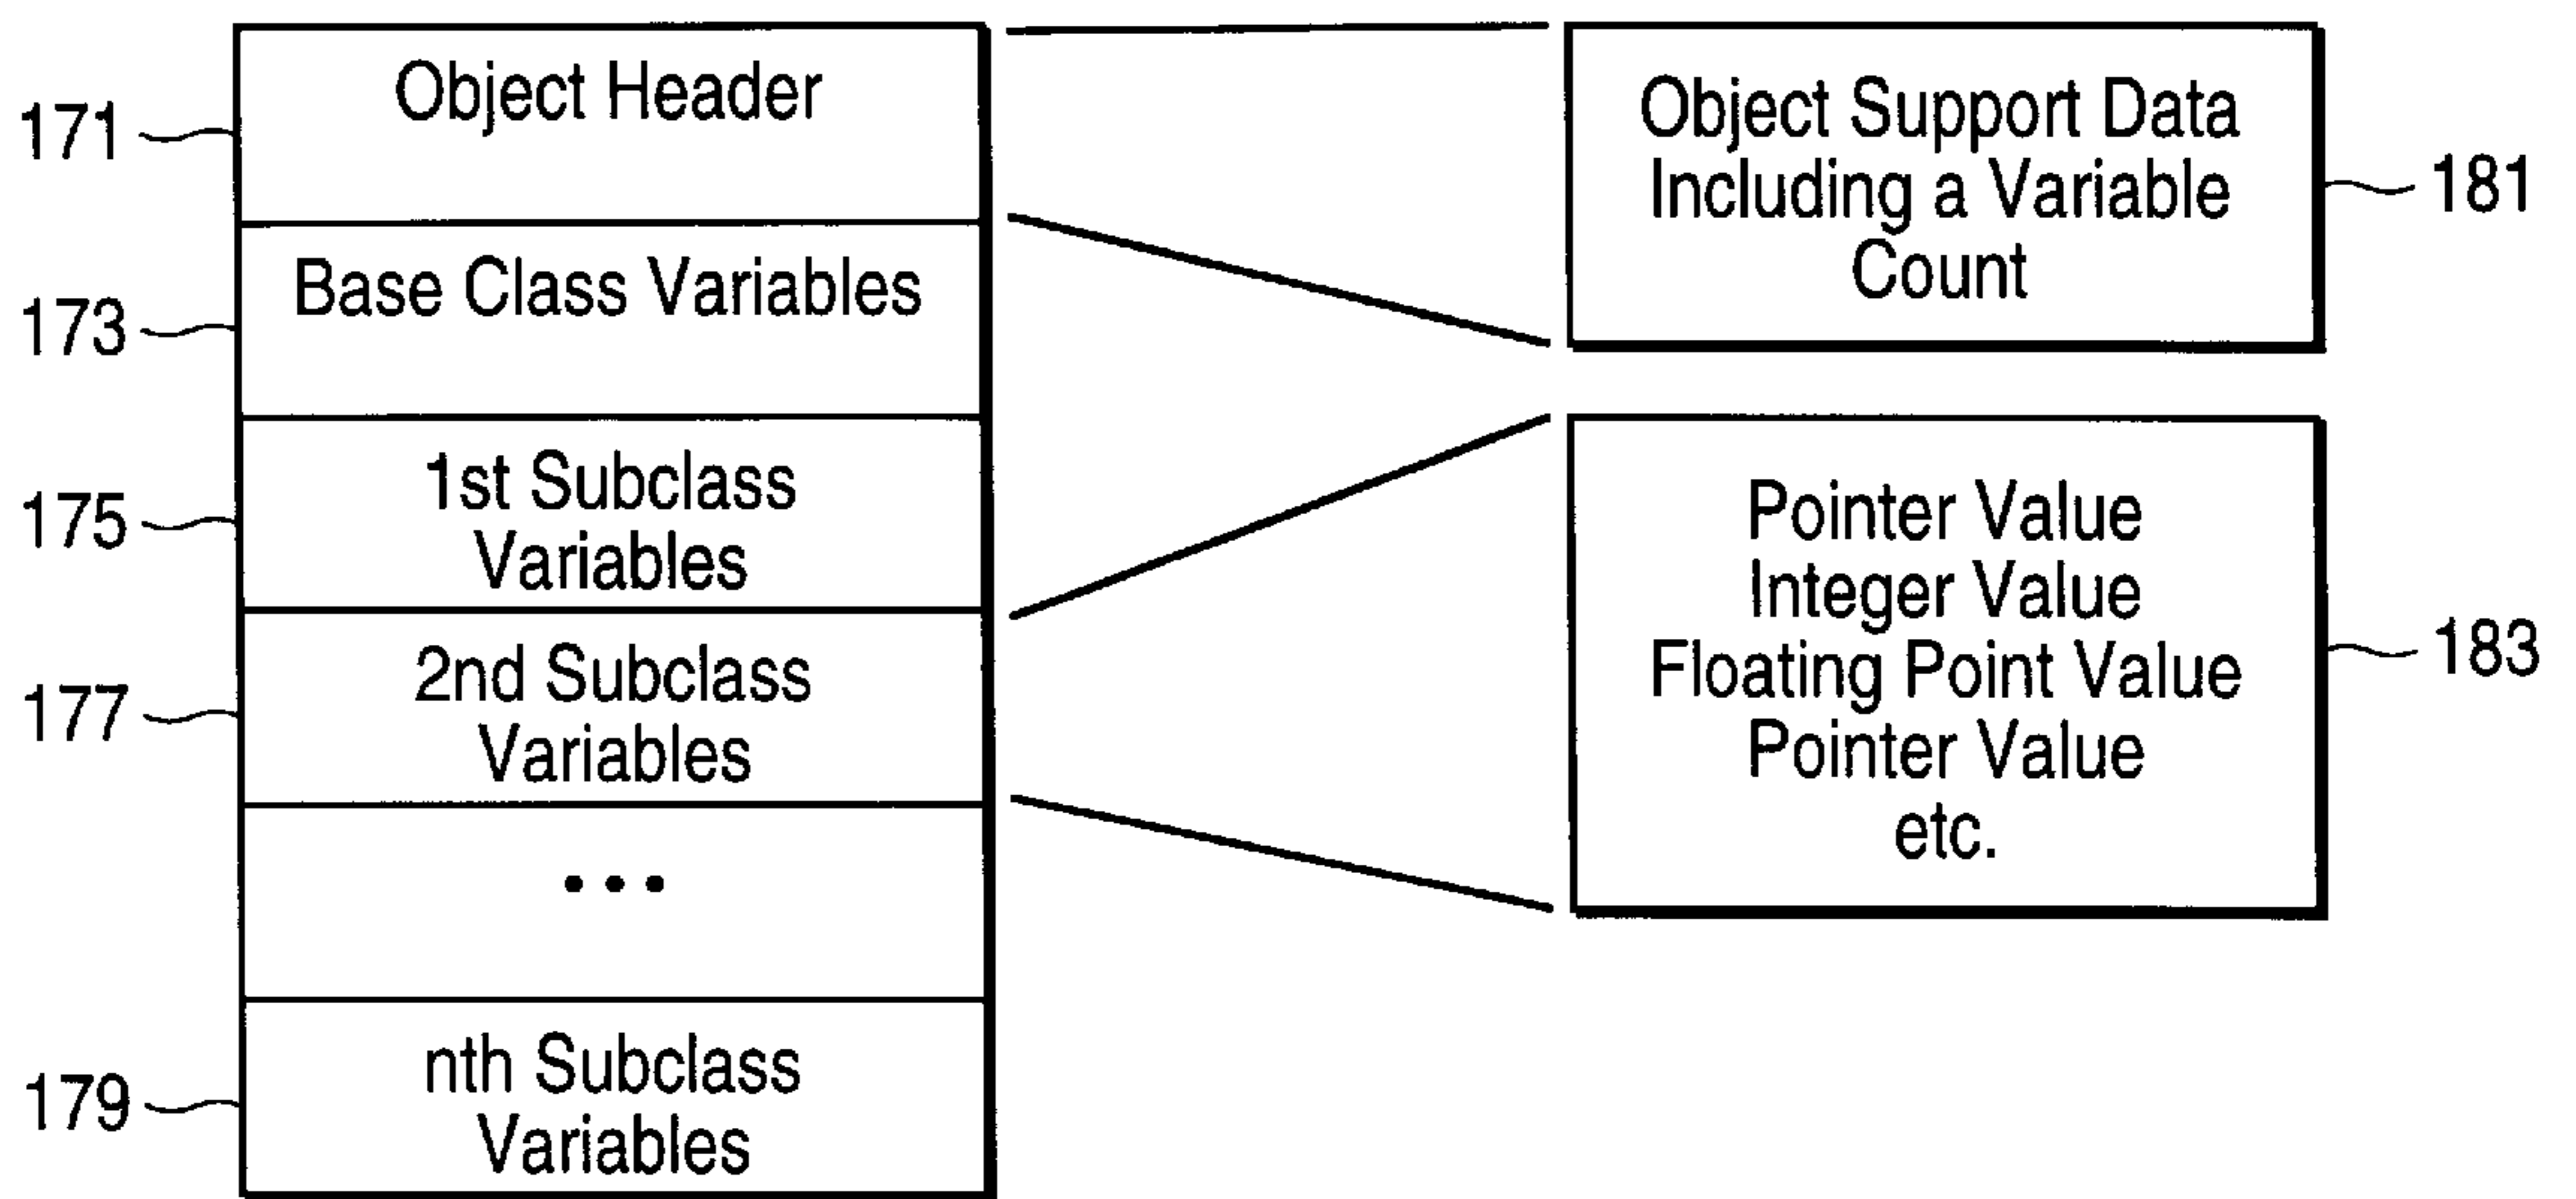 171
Object Header
173
Base Class Variables
175
1st Subclass
Variables
177
2nd Subclass
Variables
...
179
nth Subclass
Variables
Object Support Data
Including a Variable
Count
181
Pointer Value
Integer Value
Floating Point Value
Pointer Value
etc.
183